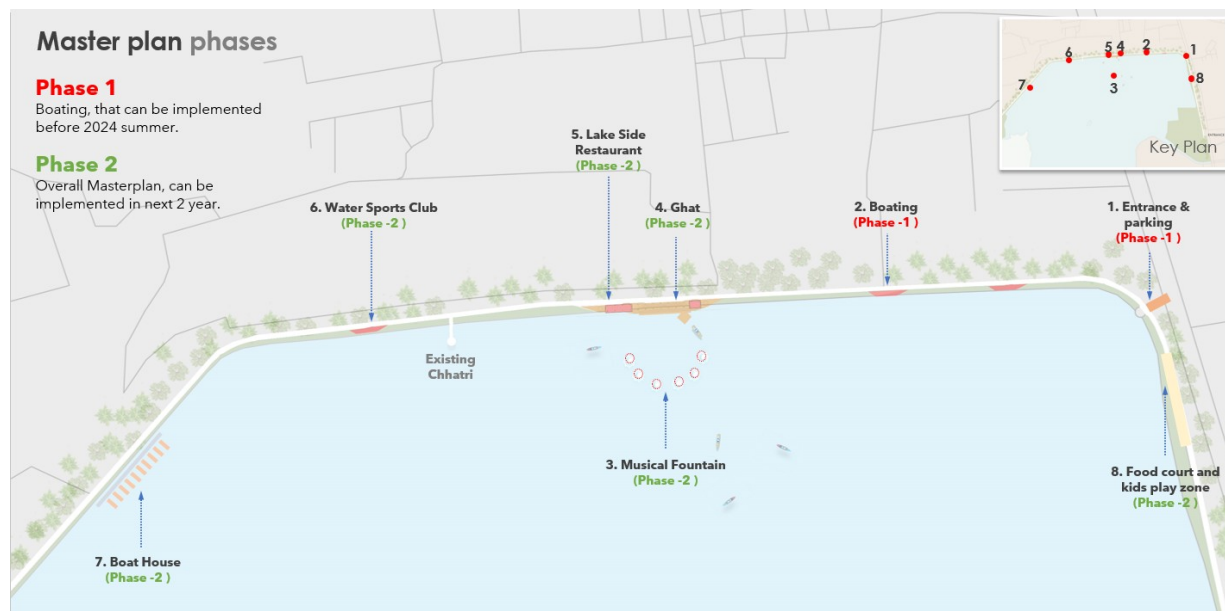 Master plan phases
Phase 1
Boating, that can be implemented
before 2024 summer.
Phase 2
Overall Masterplan, can be
implemented in next 2 year.
5. Lake Side
Restaurant
(Phase -2 )
6. Water Sports Club
(Phase -2 )
4. Ghat
(Phase -2 )
2. Boating
(Phase -1 )
1. Entrance &
parking
(Phase -1 )
Existing
Chhatri
3. Musical Fountain
(Phase -2 )
8. Food court and
kids play zone
(Phase -2 )
7. Boat House
(Phase -2 )
1
2
3
4
5
6
7
8
ENTRANCE
Key Plan